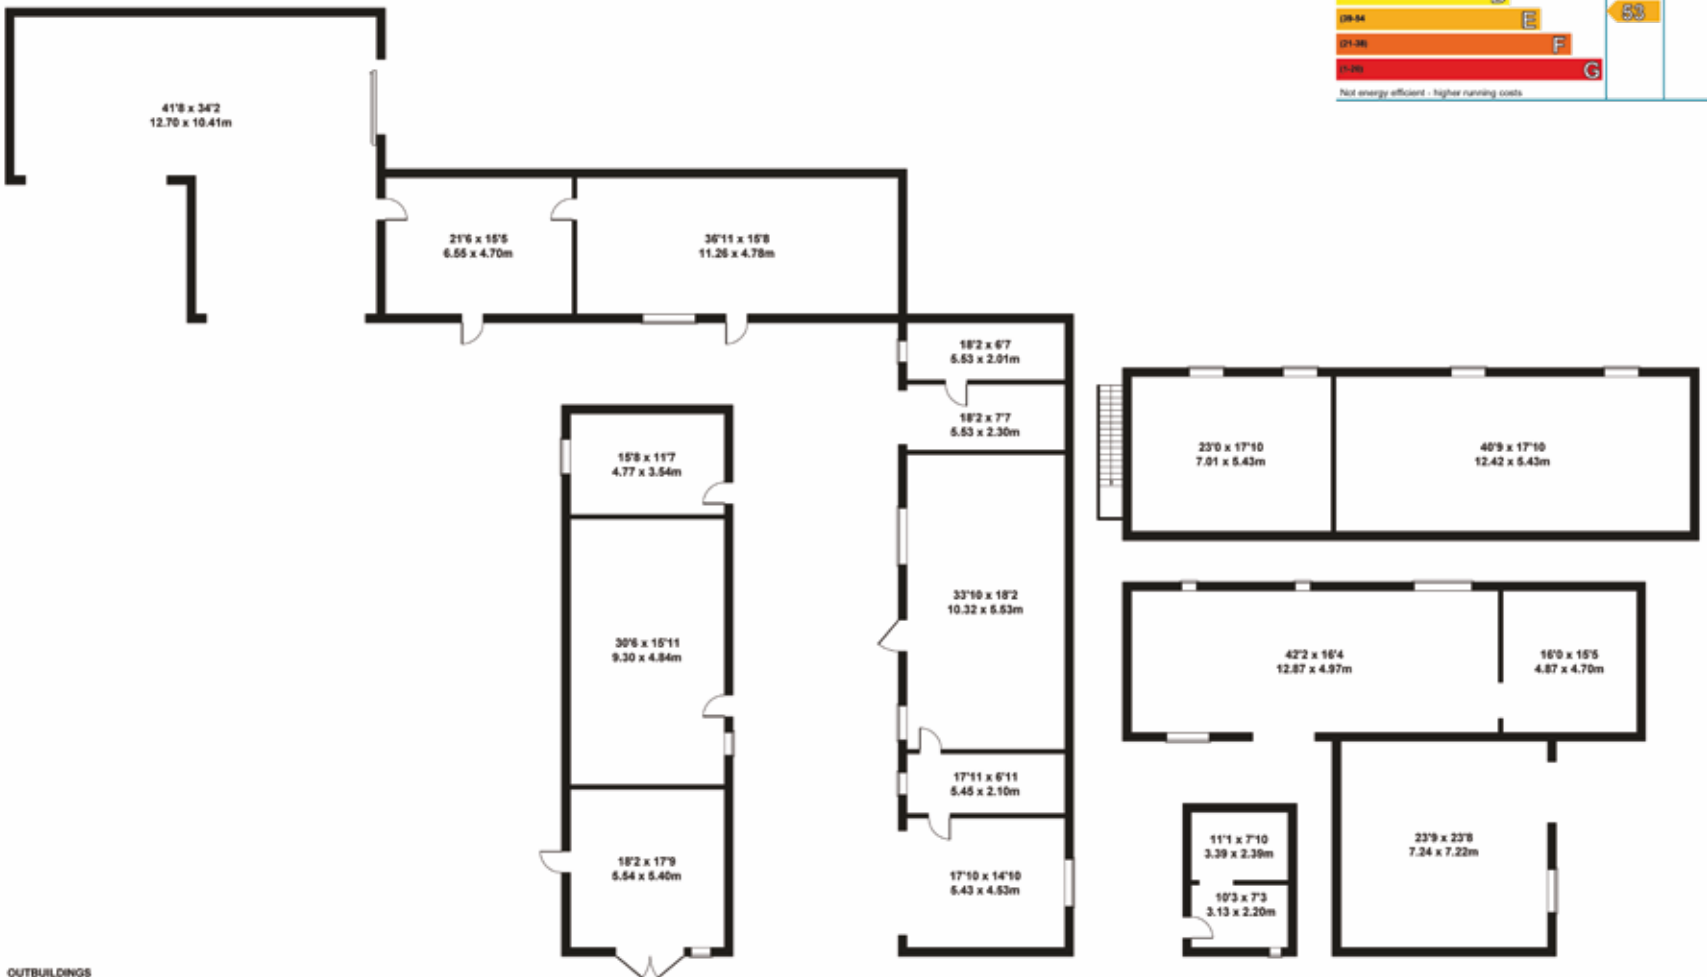 (39-54
E
53
(21-38)
F
(1-20)
G
Not energy efficient - higher running costs
41'8 x 34'2
12.70 x 10.41m
21'6 x 15'5
6.55 x 4.70m
36'11 x 15'8
11.26 x 4.78m
18'2 x 6'7
5.53 x 2.01m
18'2 x 7'7
5.53 x 2.30m
15'8 x 11'7
4.77 x 3.54m
23'0 x 17'10
7.01 x 5.43m
40'9 x 17'10
12.42 x 5.43m
33'10 x 18'2
10.32 x 5.53m
30'6 x 15'11
9.30 x 4.84m
42'2 x 16'4
12.87 x 4.97m
16'0 x 15'5
4.87 x 4.70m
17'11 x 6'11
5.45 x 2.10m
11'1 x 7'10
3.39 x 2.39m
23'9 x 23'8
7.24 x 7.22m
18'2 x 17'9
5.54 x 5.40m
17'10 x 14'10
5.43 x 4.53m
10'3 x 7'3
3.13 x 2.20m
OUTBUILDINGS